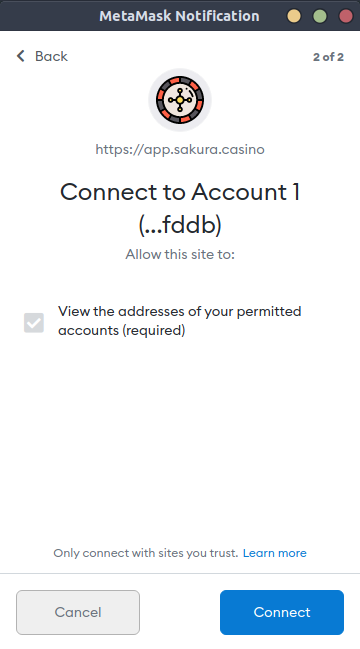 MetaMask Notification
Back
2 of 2
https://app.sakura.casino
Connect to Account 1
(...fddb)
Allow this site to:
View the addresses of your permitted
accounts (required)
Only connect with sites you trust. Learn more
Cancel
Connect